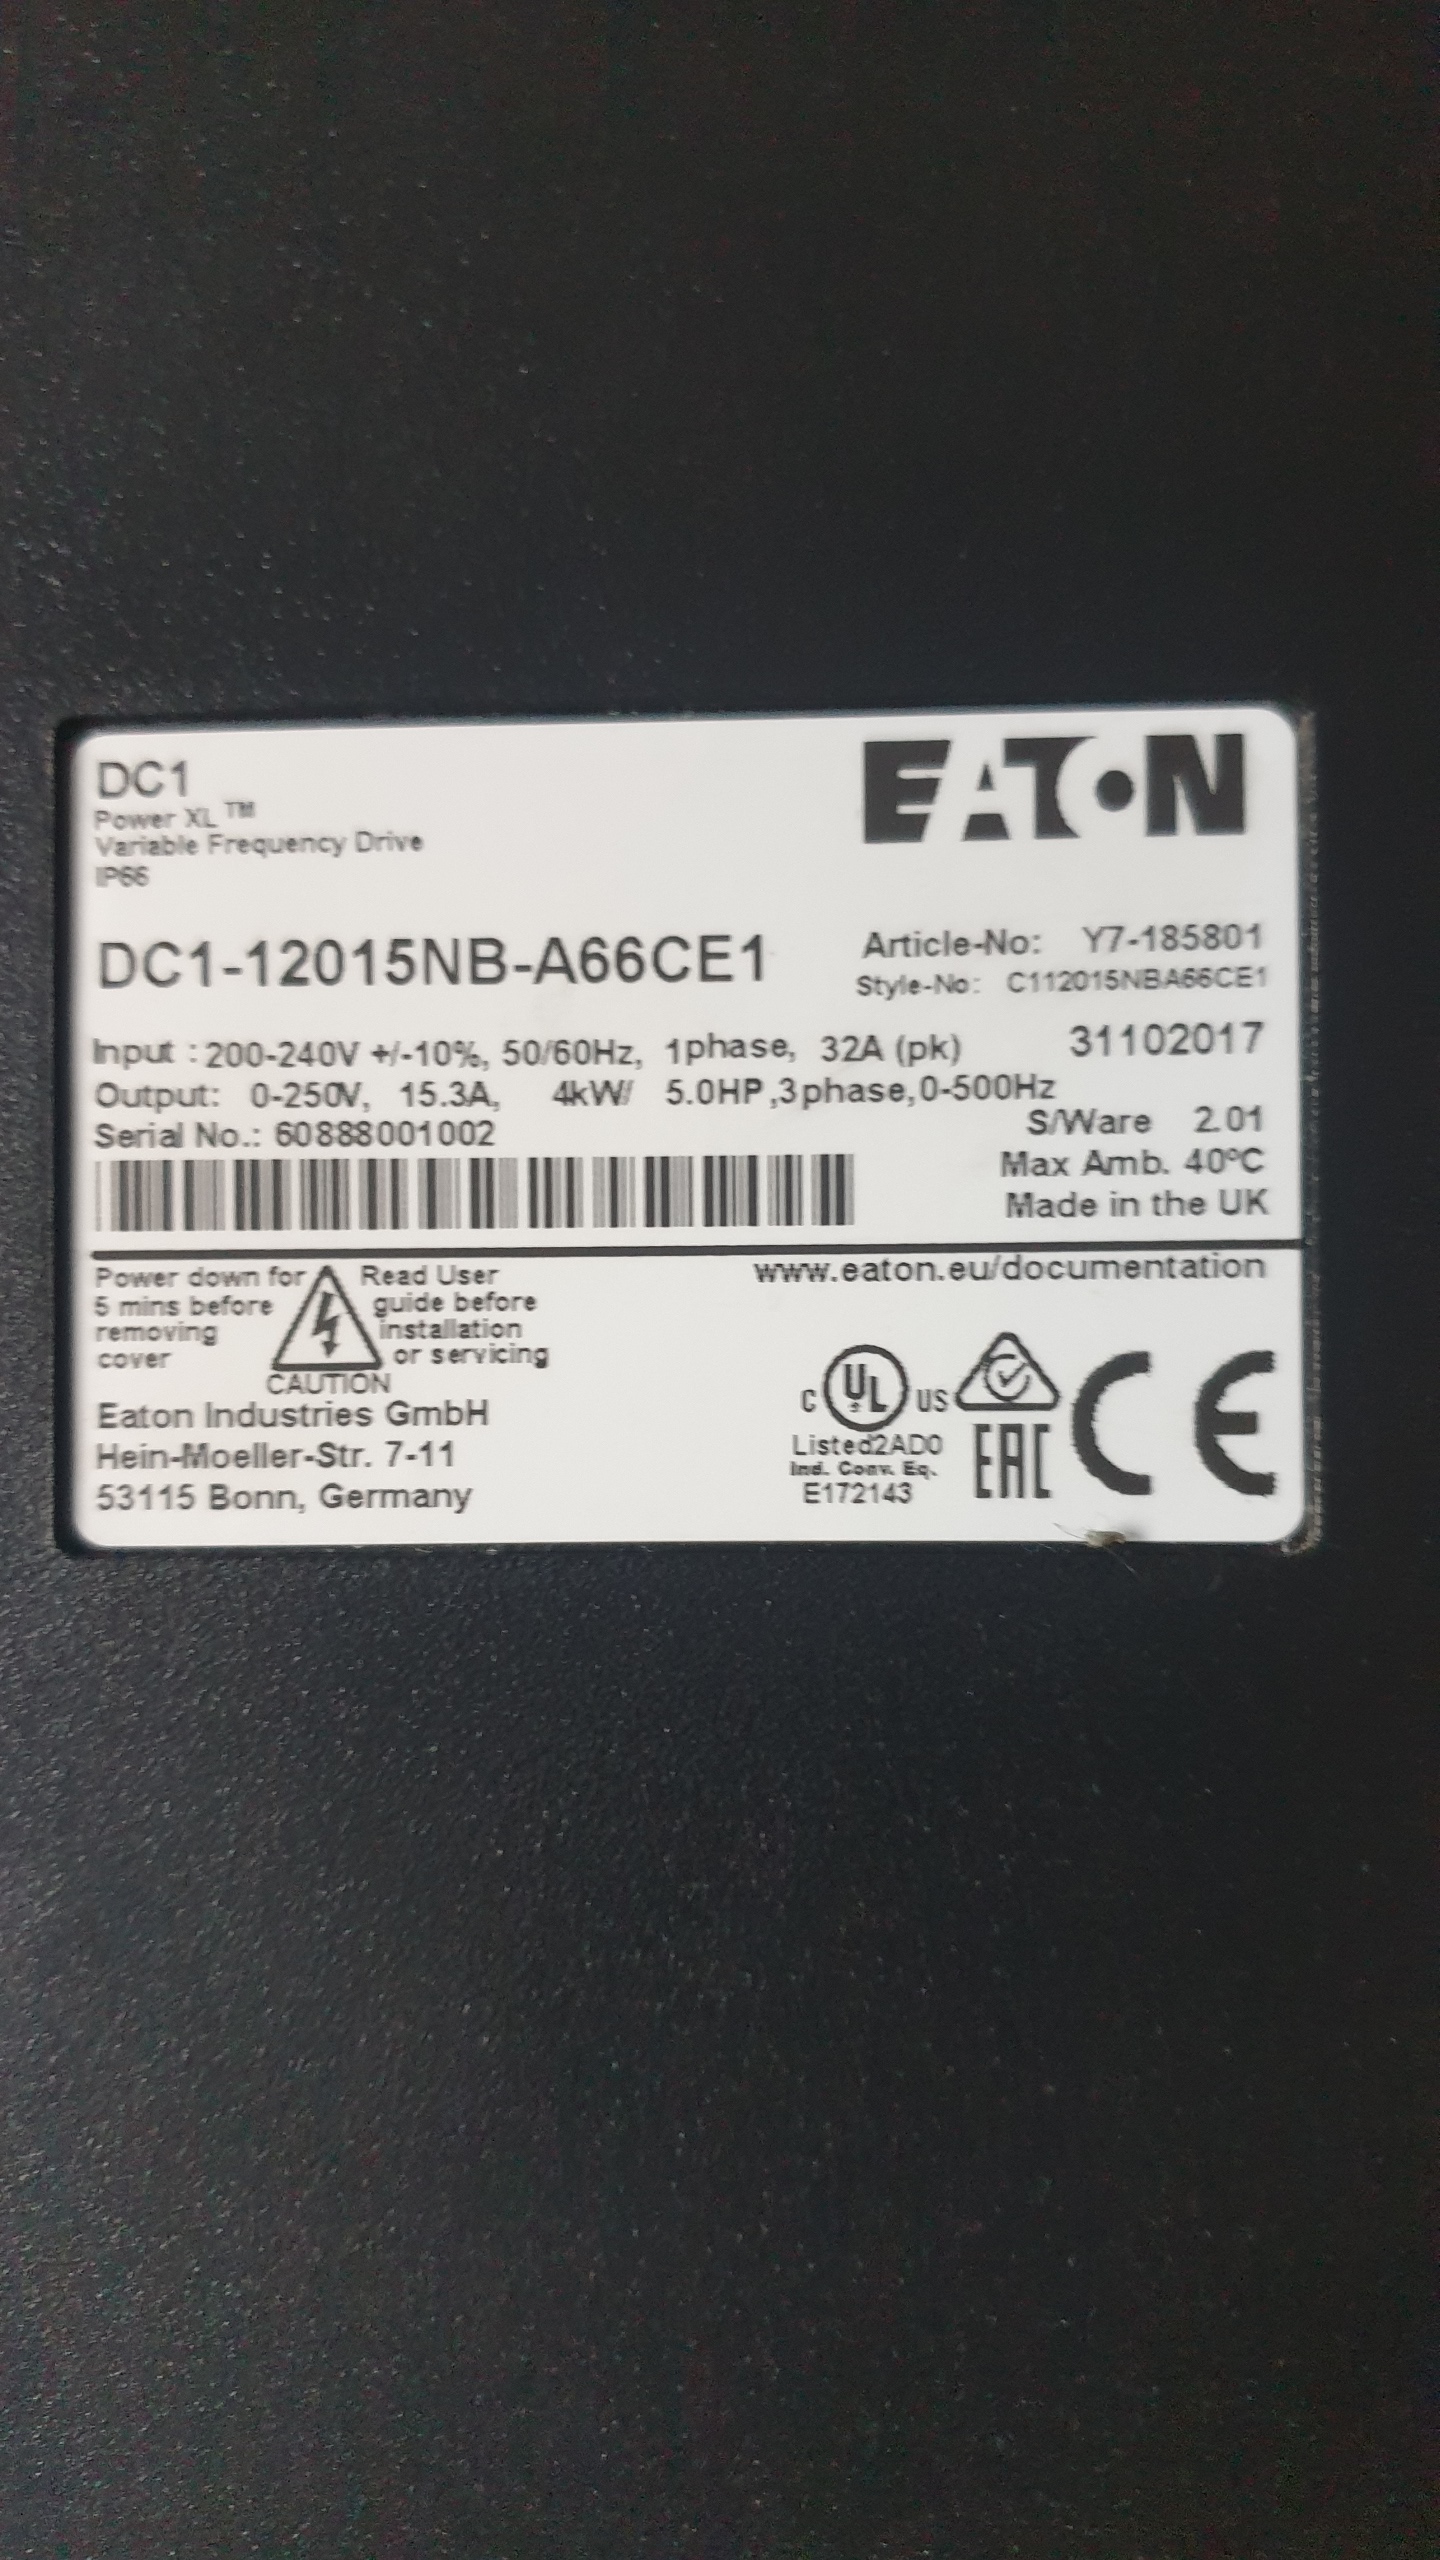 DC1
Power XL™
Variable Frequency Drive
IP66
EATON
DC1-12015NB-A66CE1
Article-No: Y7-185801
Style-No: C112015NBA66CE1
Input : 200-240V +/-10%, 50/60Hz, 1phase, 32A (pk)
31102017
Output: 0-250V, 15.3A, 4kW/ 5.0HP,3phase,0-500Hz
Serial No.: 60888001002
S/Ware 2.01
Max Amb. 40ºC
Made in the UK
Power down for
5 mins before
removing
cover
Read User
guide before
installation
or servicing
CAUTION
www.eaton.eu/documentation
Eaton Industries GmbH
Hein-Moeller-Str. 7-11
53115 Bonn, Germany
C UL US
Listed2AD0
Ind. Conv. Eq.
E172143
EAC
CE